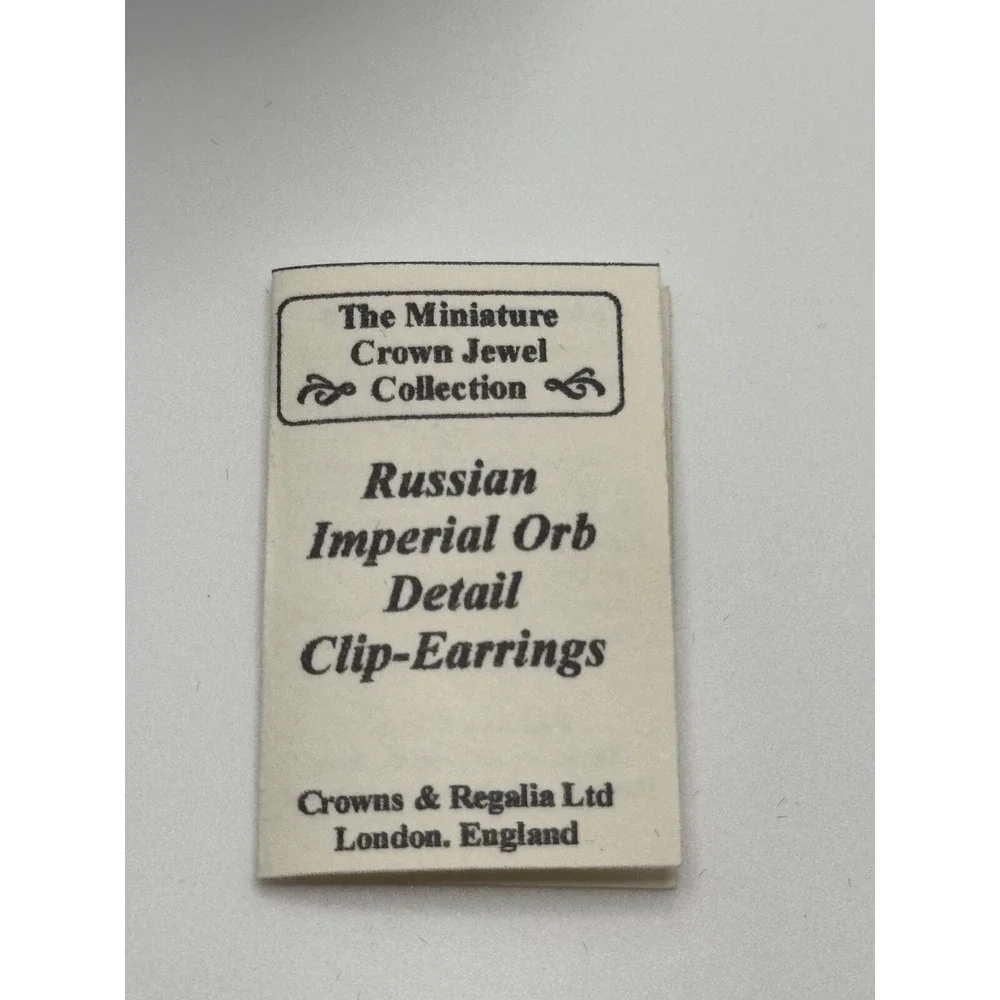 The Miniature
Crown Jewel
Collection
Russian
Imperial Orb
Detail
Clip-Earrings
Crowns & Regalia Ltd
London. England